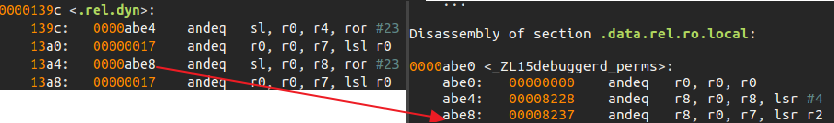 0000139c <.rel.dyn>:
139c: 0000abe4 andeq sl, r0, r4, ror #23
13a0: 00000017 andeq r0, r0, r7, lsl r0
13a4: 0000abe8 andeq sl, r0, r8, ror #23
13a8: 00000017 andeq r0, r0, r7, lsl r0
...
Disassembly of section .data.rel.ro.local:
0000abe0 <_ZL15debuggerd_perms>:
abe0: 00000000 andeq r0, r0, r0
abe4: 00008228 andeq r8, r0, r8, lsr #4
abe8: 00008237 andeq r8, r0, r7, lsr r2